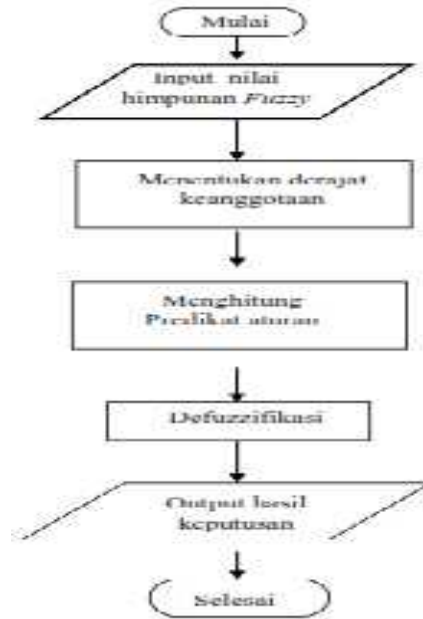 Mulai
Input nilai
himpunan Fuzzy
Menentukan derajat
keanggotaan
Menghitung
Predikat aturan
Defuzzifikasi
Output hasil
keputusan
Selesai